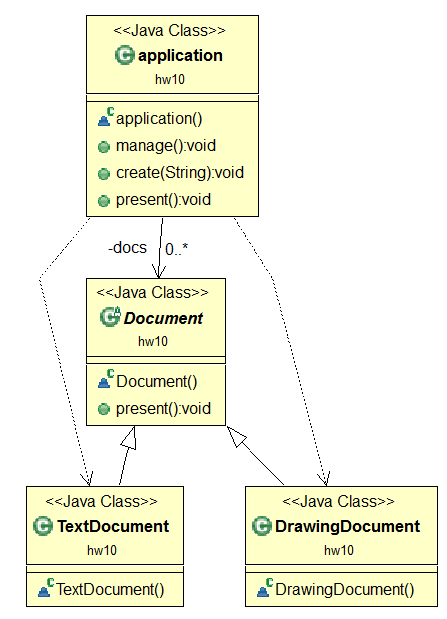 <<Java Class>>
application
hw10
application()
manage():void
create(String):void
present():void
-docs 0..*
<<Java Class>>
Document
hw10
Document()
present():void
<<Java Class>>
TextDocument
hw10
TextDocument()
<<Java Class>>
DrawingDocument
hw10
DrawingDocument()